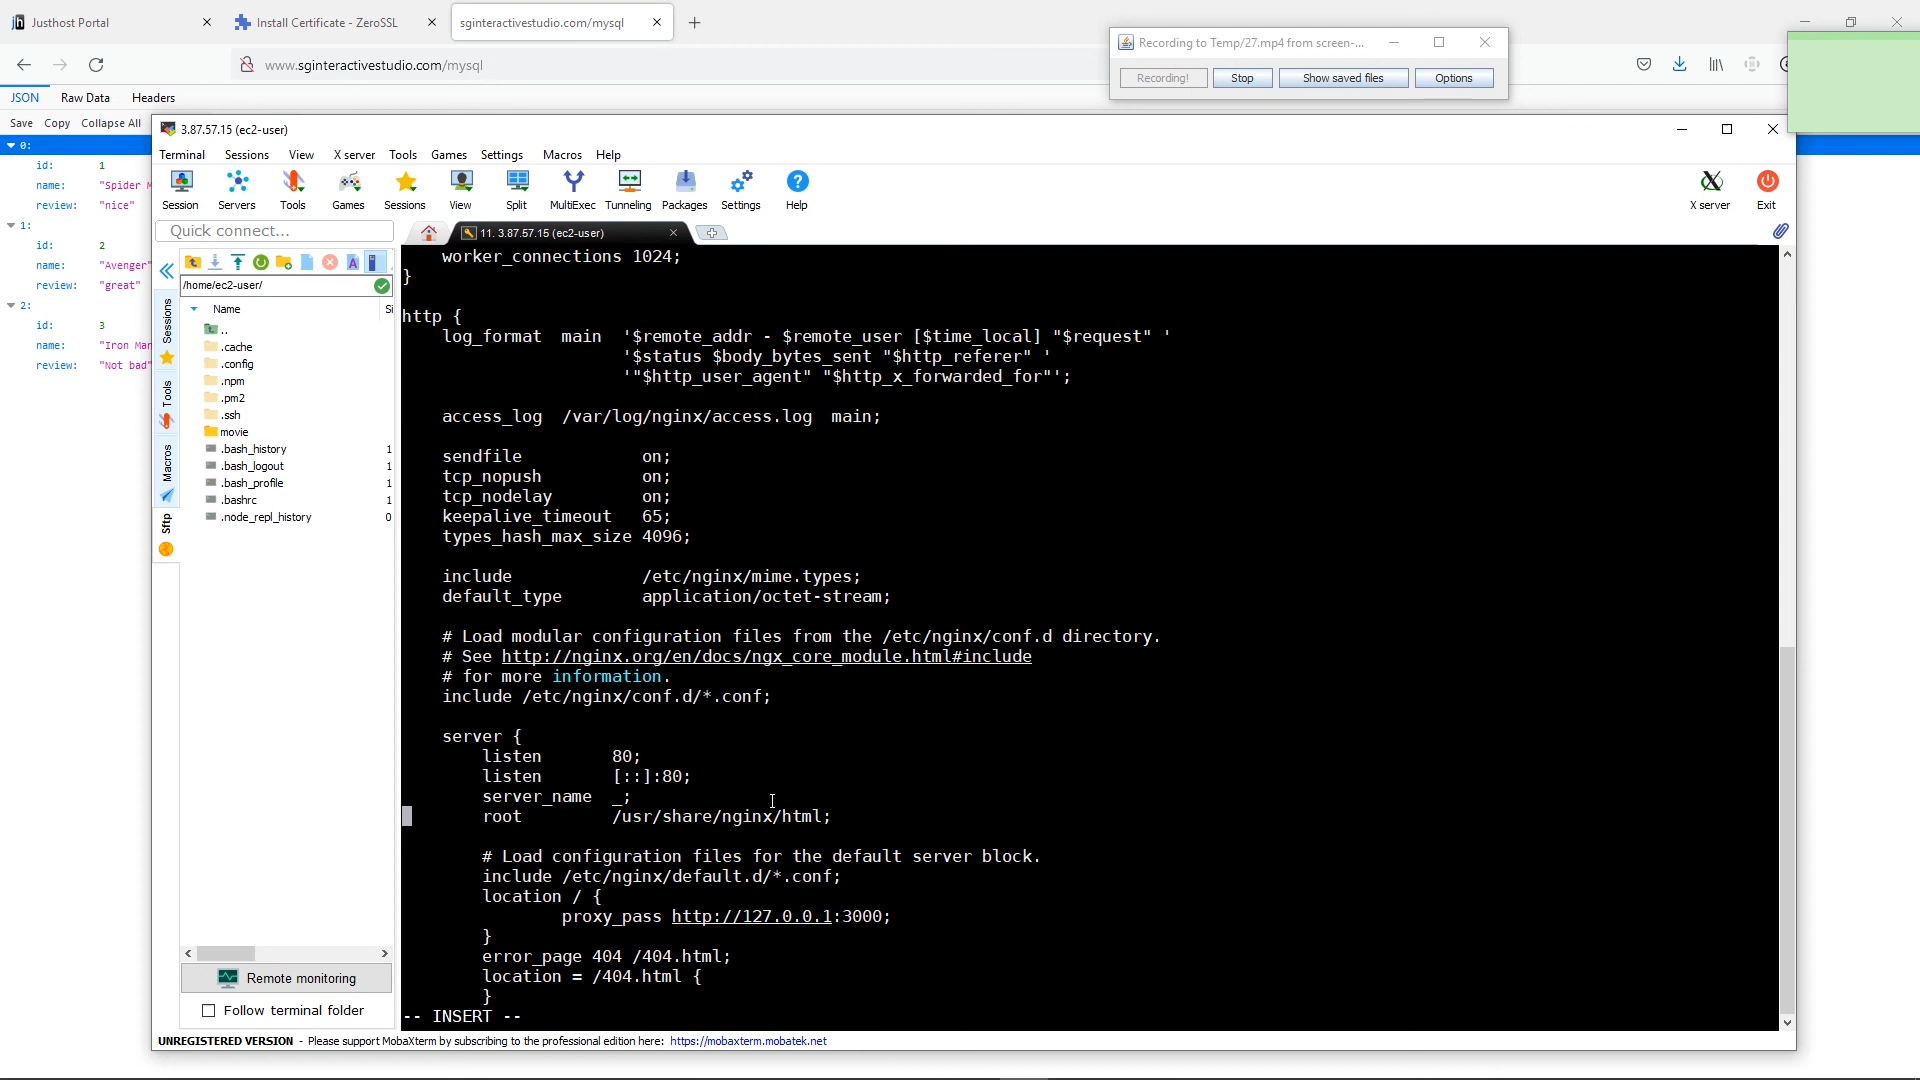 Justhost Portal
Install Certificate - ZeroSSL
sginteractivestudio.com/mysql
Recording to Temp/27.mp4 from screen-...
www.sginteractivestudio.com/mysql
Recording!
Stop
Show saved files
Options
JSON
Raw Data
Headers
Save
Copy
Collapse All
0:
id: 1
name: "Spider M
review: "nice"
1:
id: 2
name: "Avenger"
review: "great"
2:
id: 3
name: "Iron Man
review: "Not bad"
3.87.57.15 (ec2-user)
Terminal
Sessions
View
X server
Tools
Games
Settings
Macros
Help
Session
Servers
Tools
Games
Sessions
View
Split
MultiExec
Tunneling
Packages
Settings
Help
X server
Exit
Quick connect...
11. 3.87.57.15 (ec2-user)
/home/ec2-user/
Name
Si
..
.cache
.config
.npm
.pm2
.ssh
movie
.bash_history 1
.bash_logout 1
.bash_profile 1
.bashrc 1
.node_repl_history 0
Sessions
Tools
Macros
Sftp
Remote monitoring
Follow terminal folder
worker_connections 1024;
}
http {
log_format  main  '$remote_addr - $remote_user [$time_local] "$request" '
'$status $body_bytes_sent "$http_referer" '
'"$http_user_agent" "$http_x_forwarded_for"';
access_log  /var/log/nginx/access.log  main;
sendfile            on;
tcp_nopush          on;
tcp_nodelay         on;
keepalive_timeout   65;
types_hash_max_size 4096;
include             /etc/nginx/mime.types;
default_type        application/octet-stream;
# Load modular configuration files from the /etc/nginx/conf.d directory.
# See http://nginx.org/en/docs/ngx_core_module.html#include
# for more information.
include /etc/nginx/conf.d/*.conf;
server {
listen       80;
listen       [::]:80;
server_name  _;
root         /usr/share/nginx/html;
# Load configuration files for the default server block.
include /etc/nginx/default.d/*.conf;
location / {
proxy_pass http://127.0.0.1:3000;
}
error_page 404 /404.html;
location = /404.html {
}
-- INSERT --
UNREGISTERED VERSION - Please support MobaXterm by subscribing to the professional edition here: https://mobaxterm.mobatek.net